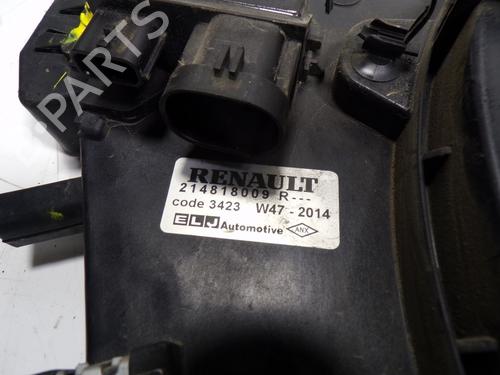 RENAULT
214818009 R---
code 3423 W47-2014
ELJ Automotive ANX
B-PARTS